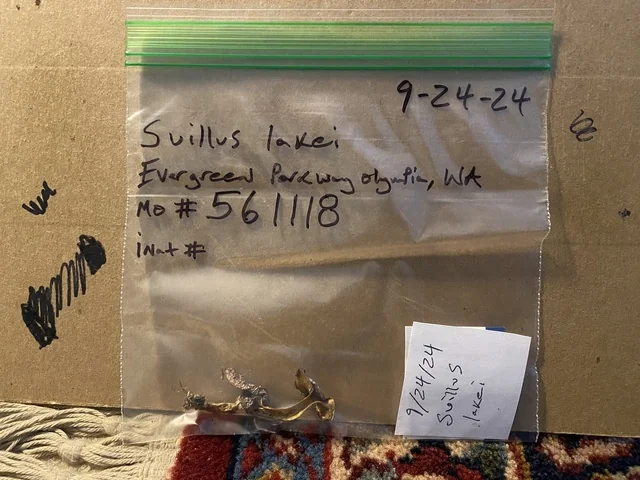 9-24-24
Suillus lakei
Evergreen Parkway Olympia, WA
MO # 561118
iNat #
9/24/24
Suillus
lakei